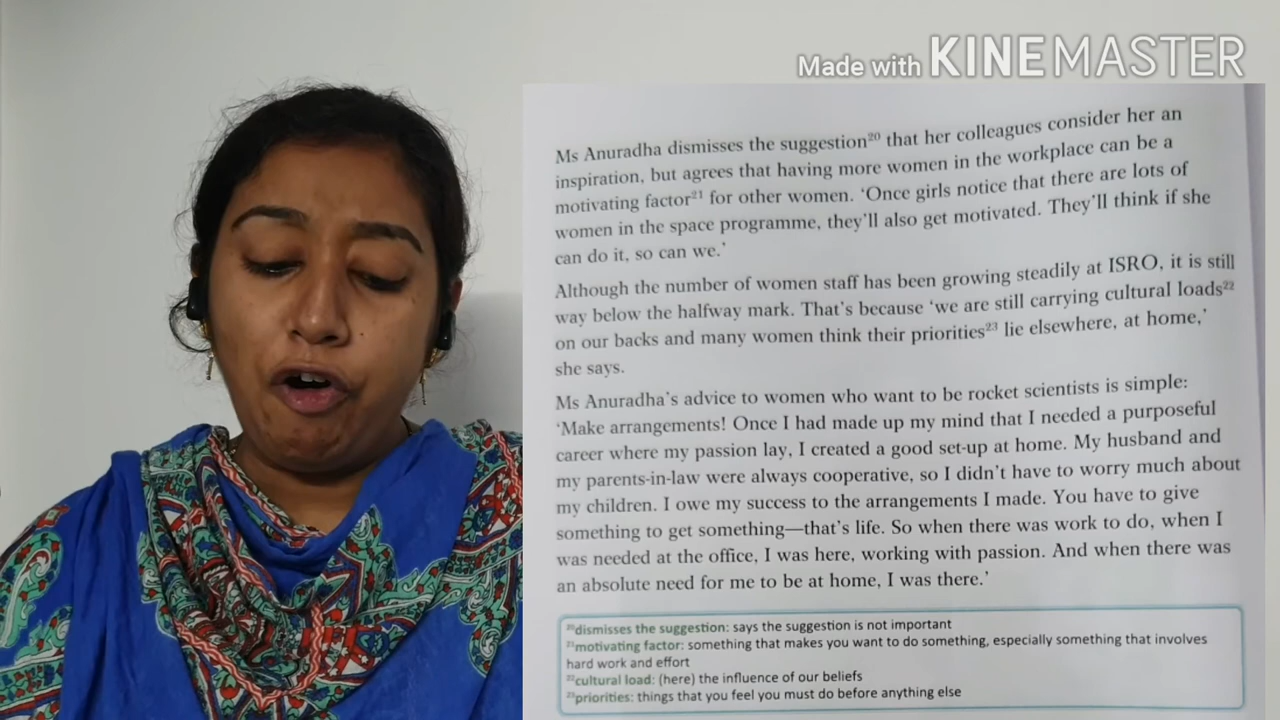 Made with KINEMASTER
Ms Anuradha dismisses the suggestion²⁰ that her colleagues consider her an
inspiration, but agrees that having more women in the workplace can be a
motivating factor²¹ for other women. ‘Once girls notice that there are lots of
women in the space programme, they’ll also get motivated. They’ll think if she
can do it, so can we.’
Although the number of women staff has been growing steadily at ISRO, it is still
way below the halfway mark. That’s because ‘we are still carrying cultural loads²²
on our backs and many women think their priorities²³ lie elsewhere, at home,’
she says.
Ms Anuradha’s advice to women who want to be rocket scientists is simple:
‘Make arrangements! Once I had made up my mind that I needed a purposeful
career where my passion lay, I created a good set-up at home. My husband and
my parents-in-law were always cooperative, so I didn’t have to worry much about
my children. I owe my success to the arrangements I made. You have to give
something to get something—that’s life. So when there was work to do, when I
was needed at the office, I was here, working with passion. And when there was
an absolute need for me to be at home, I was there.’
²⁰dismisses the suggestion: says the suggestion is not important
²¹motivating factor: something that makes you want to do something, especially something that involves
hard work and effort
²²cultural load: (here) the influence of our beliefs
²³priorities: things that you feel you must do before anything else